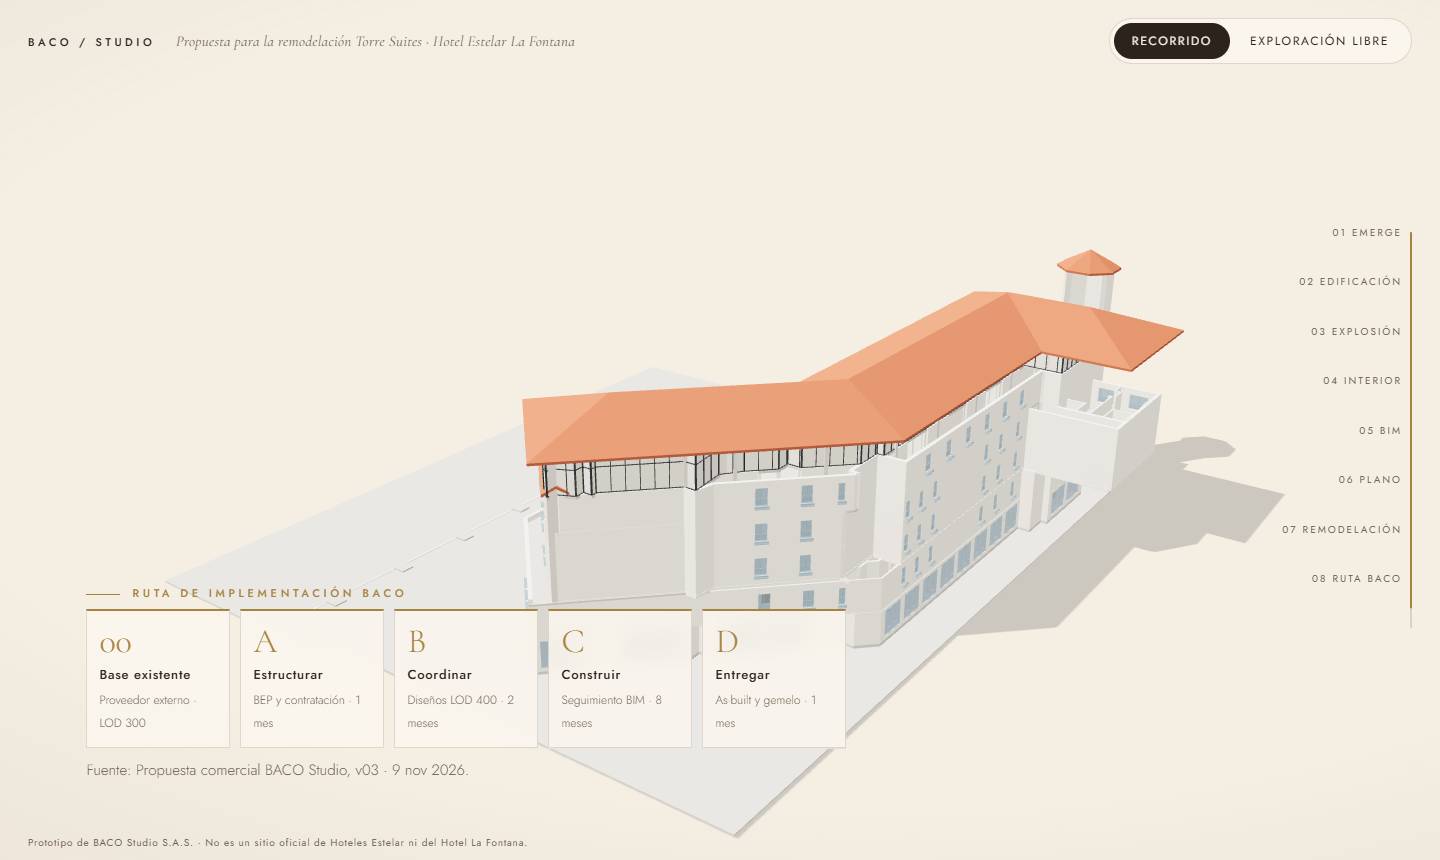 BACO / STUDIO
Propuesta para la remodelación Torre Suites · Hotel Estelar La Fontana
RECORRIDO
EXPLORACIÓN LIBRE
01 EMERGE
02 EDIFICACIÓN
03 EXPLOSIÓN
04 INTERIOR
05 BIM
06 PLANO
07 REMODELACIÓN
08 RUTA BACO
RUTA DE IMPLEMENTACIÓN BACO
00
Base existente
Proveedor externo ·
LOD 300
A
Estructurar
BEP y contratación · 1
mes
B
Coordinar
Diseños LOD 400 · 2
meses
C
Construir
Seguimiento BIM · 8
meses
D
Entregar
As-built y gemelo · 1
mes
Fuente: Propuesta comercial BACO Studio, v03 · 9 nov 2026.
Prototipo de BACO Studio S.A.S. · No es un sitio oficial de Hoteles Estelar ni del Hotel La Fontana.